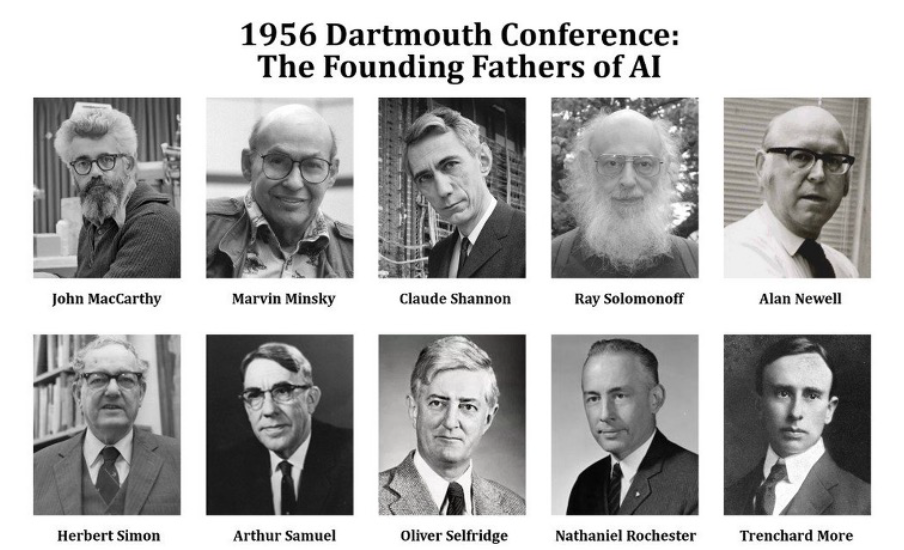 1956 Dartmouth Conference:
The Founding Fathers of AI
John MacCarthy
Marvin Minsky
Claude Shannon
Ray Solomonoff
Alan Newell
Herbert Simon
Arthur Samuel
Oliver Selfridge
Nathaniel Rochester
Trenchard More